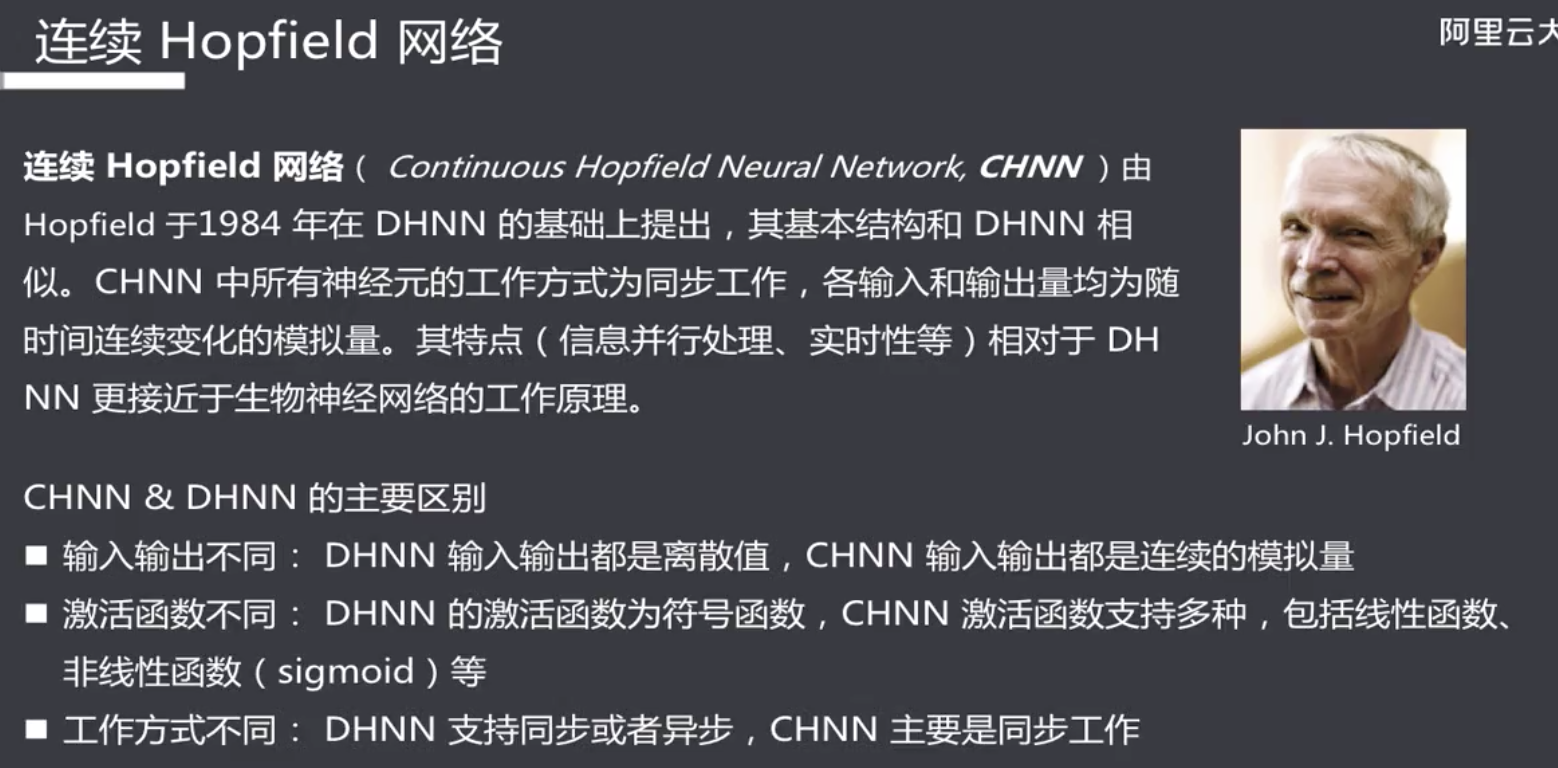 连续 Hopfield 网络
阿里云大
连续 Hopfield 网络（ Continuous Hopfield Neural Network, CHNN ）由
Hopfield 于1984 年在 DHNN 的基础上提出，其基本结构和 DHNN 相
似。CHNN 中所有神经元的工作方式为同步工作，各输入和输出量均为随
时间连续变化的模拟量。其特点（信息并行处理、实时性等）相对于 DH
NN 更接近于生物神经网络的工作原理。
John J. Hopfield
CHNN & DHNN 的主要区别
■ 输入输出不同： DHNN 输入输出都是离散值，CHNN 输入输出都是连续的模拟量
■ 激活函数不同： DHNN 的激活函数为符号函数，CHNN 激活函数支持多种，包括线性函数、
非线性函数（sigmoid）等
■ 工作方式不同： DHNN 支持同步或者异步，CHNN 主要是同步工作